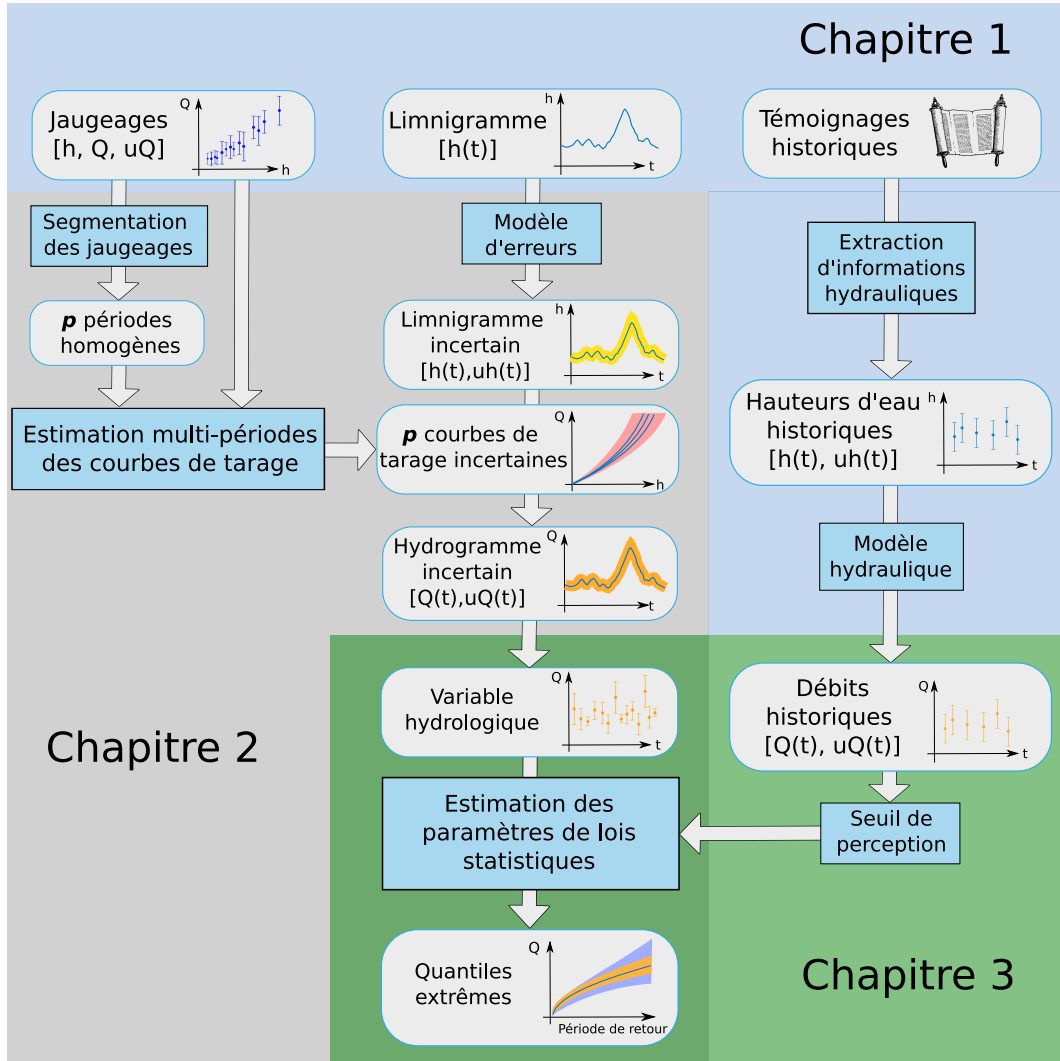 Chapitre 1
Jaugeages
[h, Q, uQ]
Q
h
Limnigramme
[h(t)]
h
t
Témoignages
historiques
Segmentation
des jaugeages
Modèle
d'erreurs
Extraction
d'informations
hydrauliques
p périodes
homogènes
Limnigramme
incertain
[h(t),uh(t)]
h
t
Estimation multi-périodes
des courbes de tarage
p courbes de
tarage incertaines
Q
h
Hauteurs d'eau
historiques
[h(t), uh(t)]
h
t
Hydrogramme
incertain
[Q(t),uQ(t)]
Q
t
Modèle
hydraulique
Chapitre 2
Variable
hydrologique
Q
t
Débits
historiques
[Q(t), uQ(t)]
Q
t
Estimation des
paramètres de lois
statistiques
Seuil de
perception
Quantiles
extrêmes
Q
Période de retour
Chapitre 3